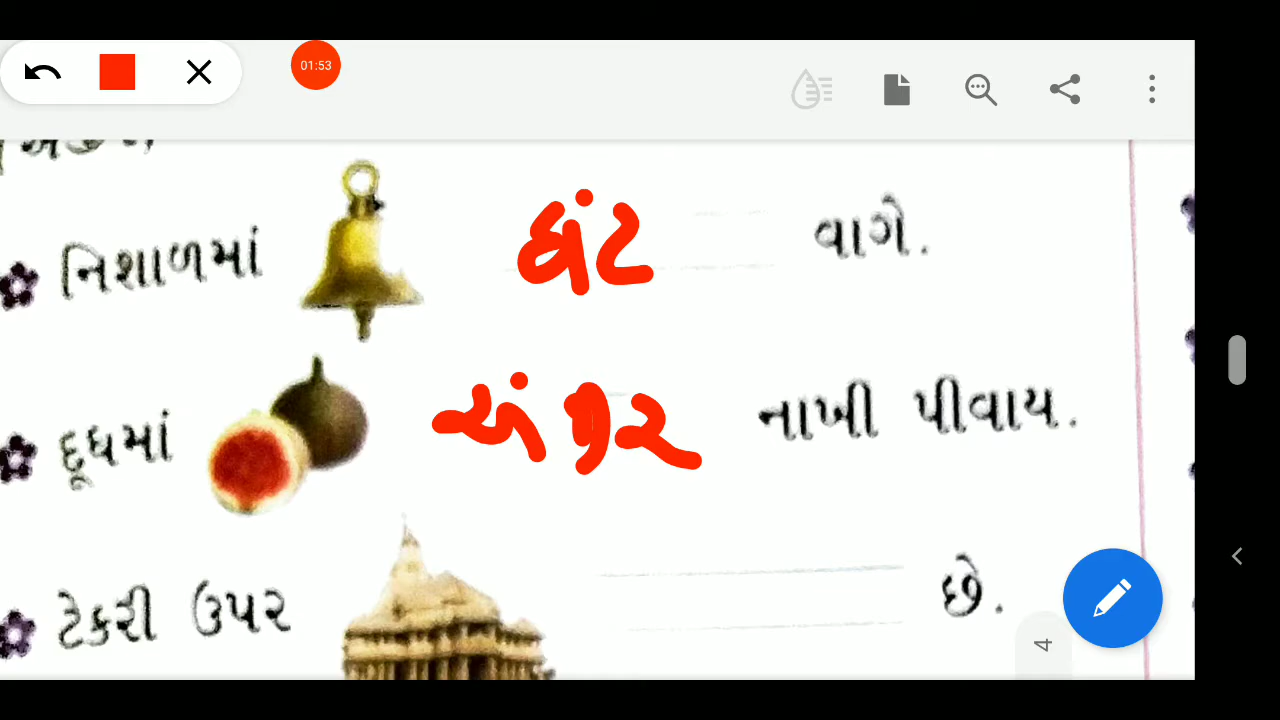 01:53
નિશાળમાં ઘંટ વાગે.
દૂધમાં અંજીર નાખી પીવાય.
ટેકરી ઉપર છે.
4